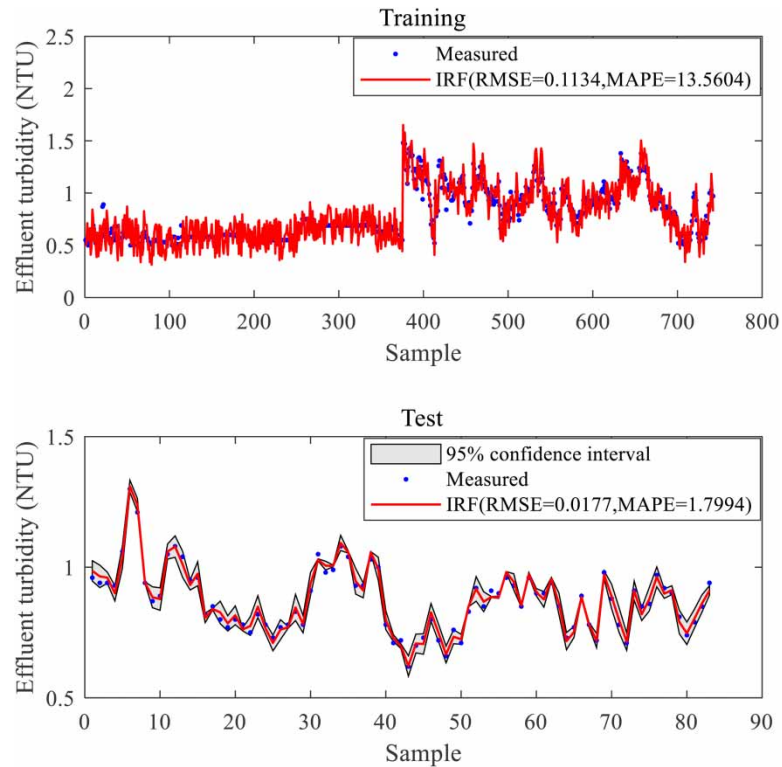 Training
Effluent turbidity (NTU)
2.5
2
1.5
1
0.5
0
Measured
IRF(RMSE=0.1134,MAPE=13.5604)
0 100 200 300 400 500 600 700 800
Sample
Test
Effluent turbidity (NTU)
1.5
1
0.5
95% confidence interval
Measured
IRF(RMSE=0.0177,MAPE=1.7994)
0 10 20 30 40 50 60 70 80 90
Sample